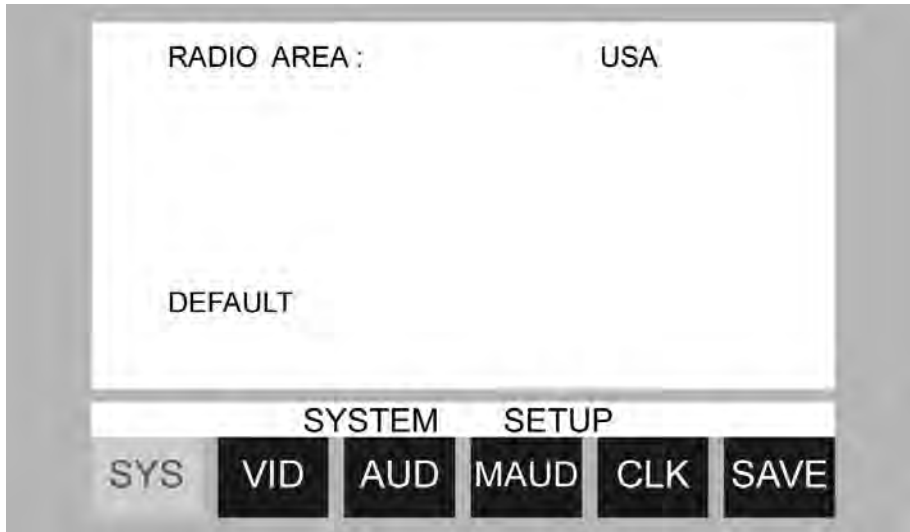 RADIO AREA : USA
DEFAULT
SYSTEM SETUP
SYS VID AUD MAUD CLK SAVE